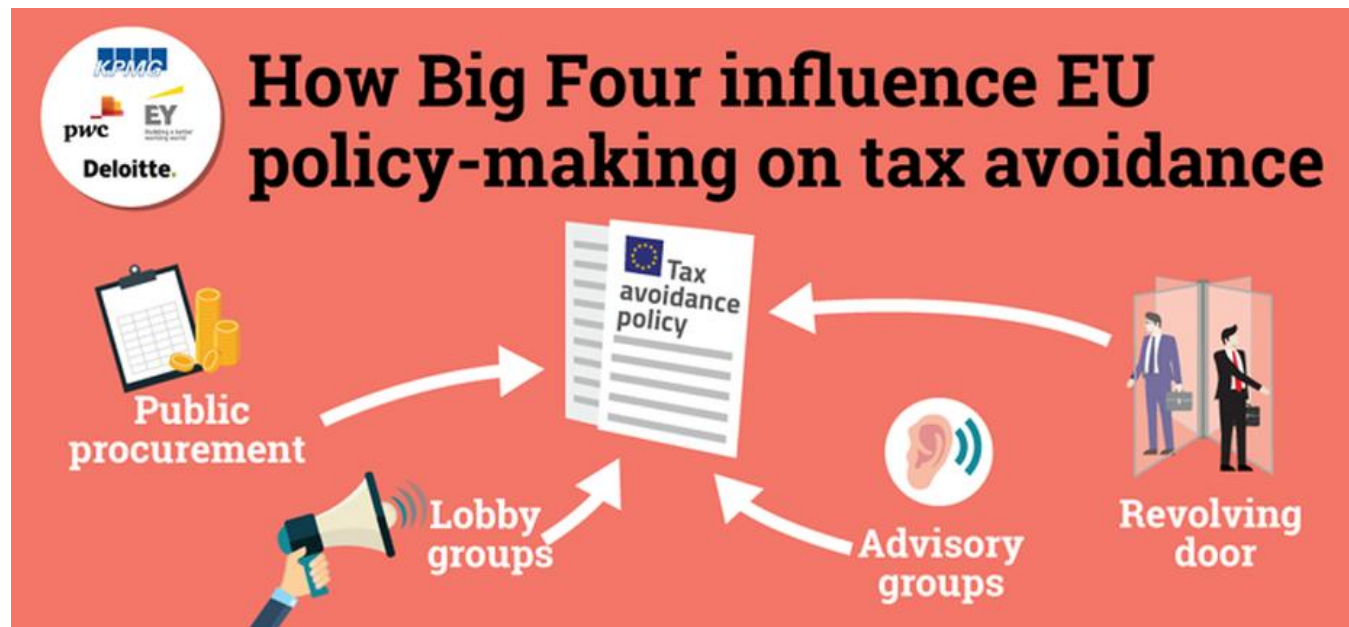 KPMG
pwc
EY
Building a better
working world
Deloitte.
How Big Four influence EU
policy-making on tax avoidance
Tax
avoidance
policy
Public
procurement
Lobby
groups
Advisory
groups
Revolving
door